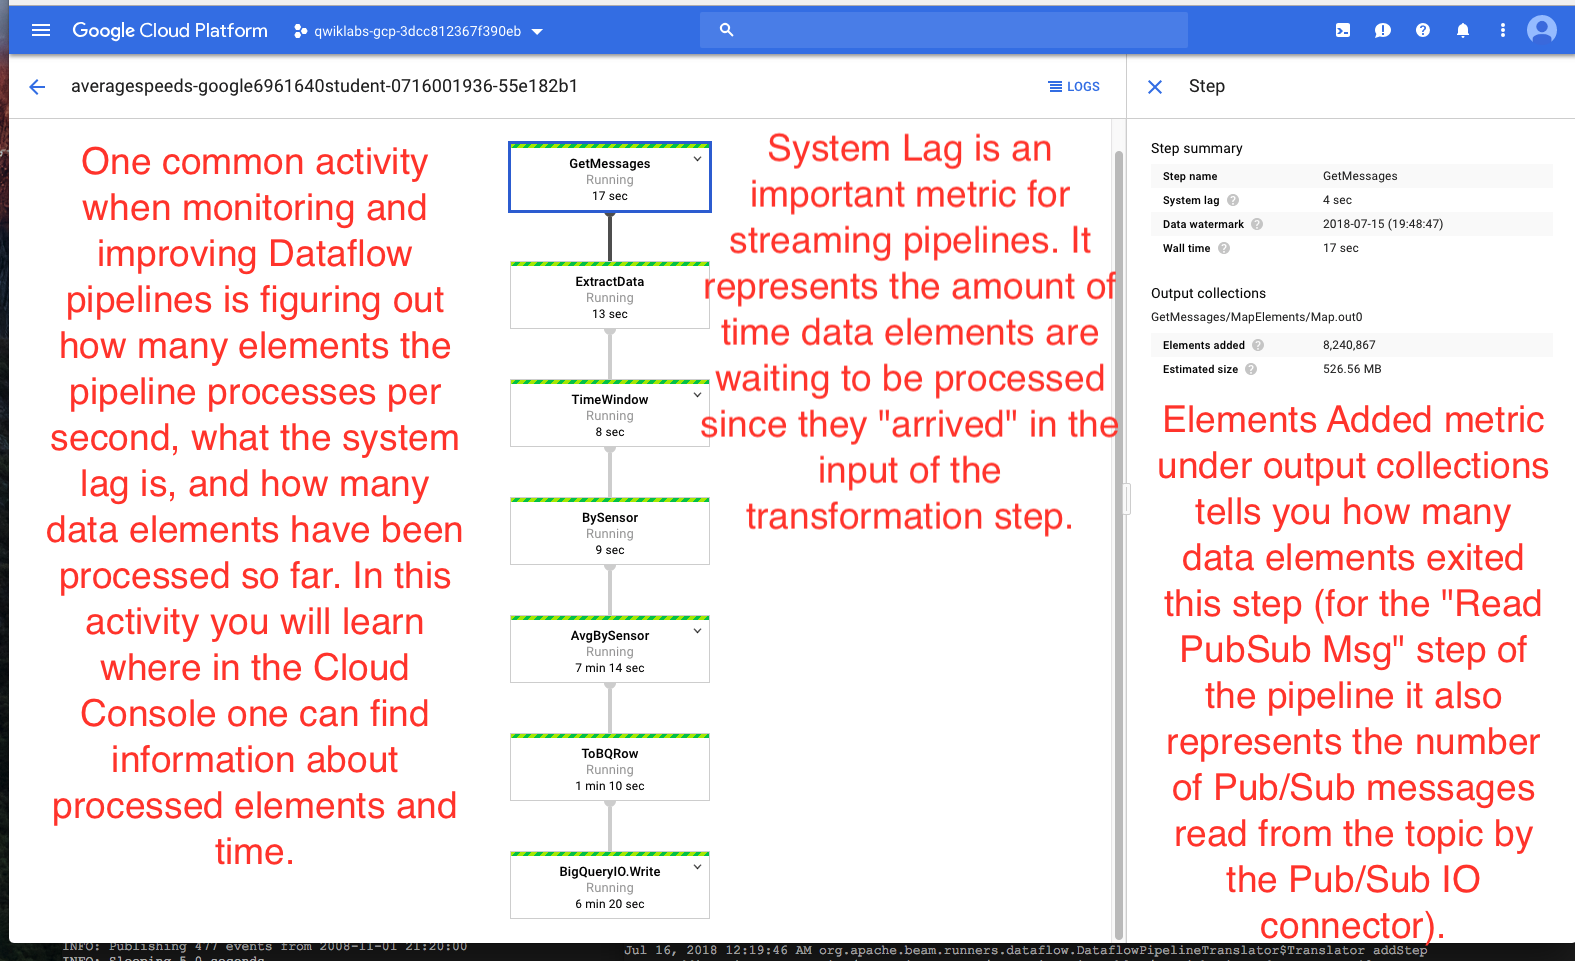 Google Cloud Platform
qwiklabs-gcp-3dcc812367f390eb
averagespeeds-google6961640student-0716001936-55e182b1
LOGS
Step
One common activity
when monitoring and
improving Dataflow
pipelines is figuring out
how many elements the
pipeline processes per
second, what the system
lag is, and how many
data elements have been
processed so far. In this
activity you will learn
where in the Cloud
Console one can find
information about
processed elements and
time.
GetMessages
Running
17 sec
ExtractData
Running
13 sec
TimeWindow
Running
8 sec
BySensor
Running
9 sec
AvgBySensor
Running
7 min 14 sec
ToBQRow
Running
1 min 10 sec
BigQueryIO.Write
Running
6 min 20 sec
System Lag is an
important metric for
streaming pipelines. It
represents the amount of
time data elements are
waiting to be processed
since they "arrived" in the
input of the
transformation step.
Step summary
Step name GetMessages
System lag 4 sec
Data watermark 2018-07-15 (19:48:47)
Wall time 17 sec
Output collections
GetMessages/MapElements/Map.out0
Elements added 8,240,867
Estimated size 526.56 MB
Elements Added metric
under output collections
tells you how many
data elements exited
this step (for the "Read
PubSub Msg" step of
the pipeline it also
represents the number
of Pub/Sub messages
read from the topic by
the Pub/Sub IO
connector).
INFO: Publishing 477 events from 2008-11-01 21:20:00
INFO: Sleeping 5.0 seconds
Jul 16, 2018 12:19:46 AM org.apache.beam.runners.dataflow.DataflowPipelineTranslator$Translator addStep